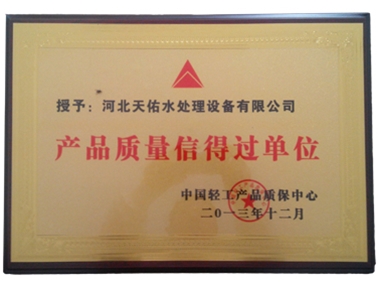 授予：河北天佑水处理设备有限公司
产品质量信得过单位
中国轻工产品质保中心
二〇一三年十二月